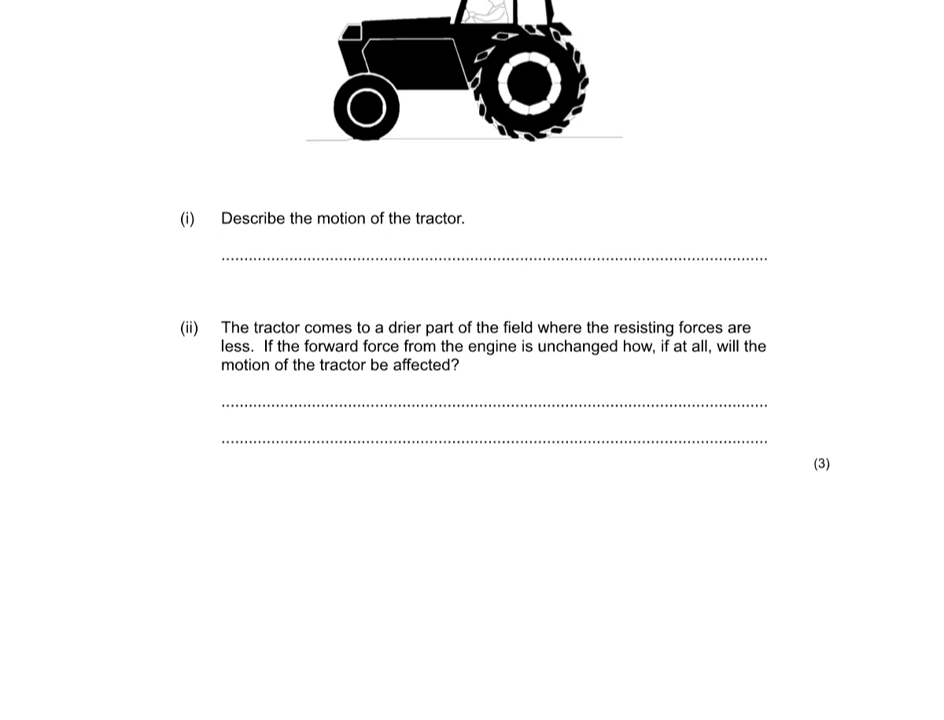 (i) Describe the motion of the tractor.
(ii) The tractor comes to a drier part of the field where the resisting forces are
less. If the forward force from the engine is unchanged how, if at all, will the
motion of the tractor be affected?
(3)